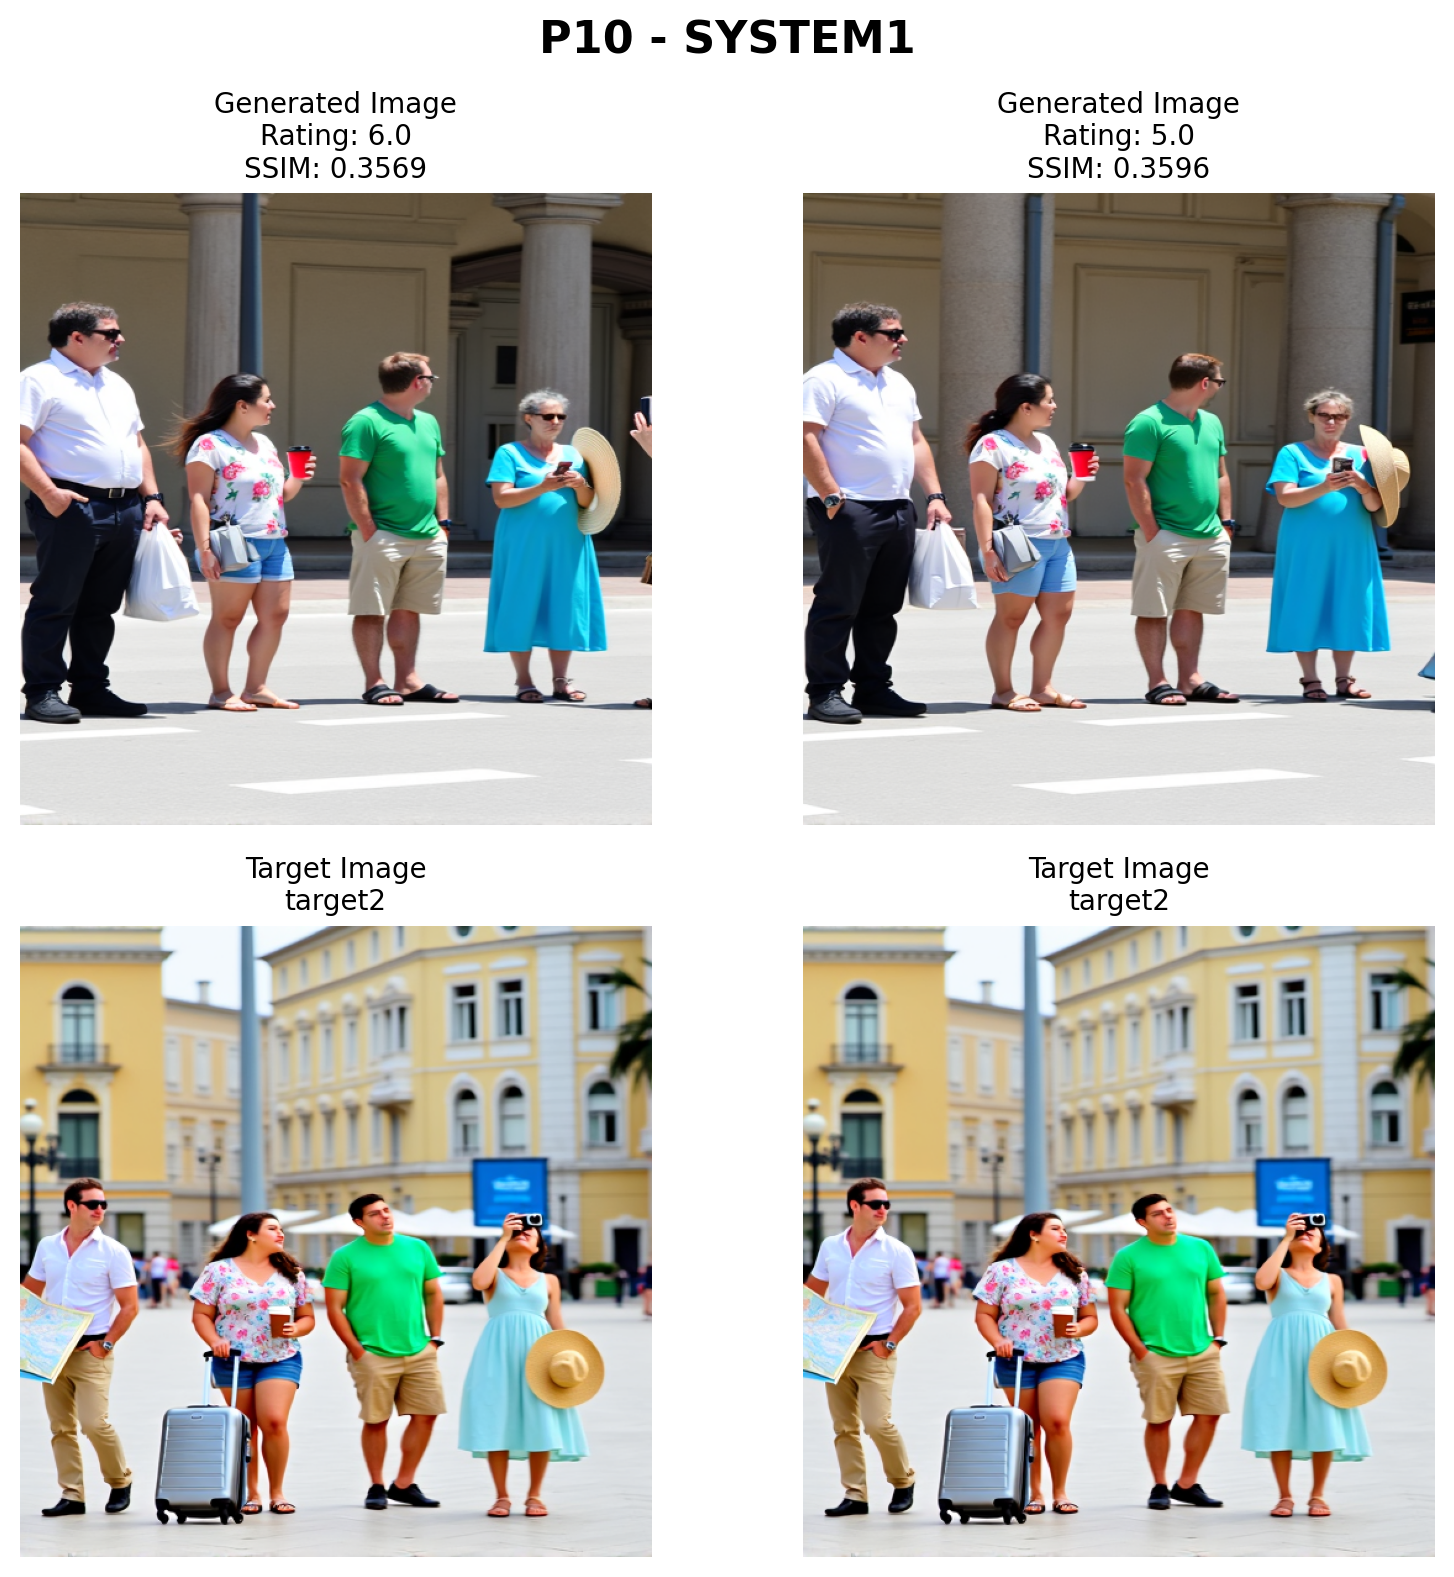 P10 - SYSTEM1
Generated Image
Rating: 6.0
SSIM: 0.3569
Generated Image
Rating: 5.0
SSIM: 0.3596
Target Image
target2
Target Image
target2